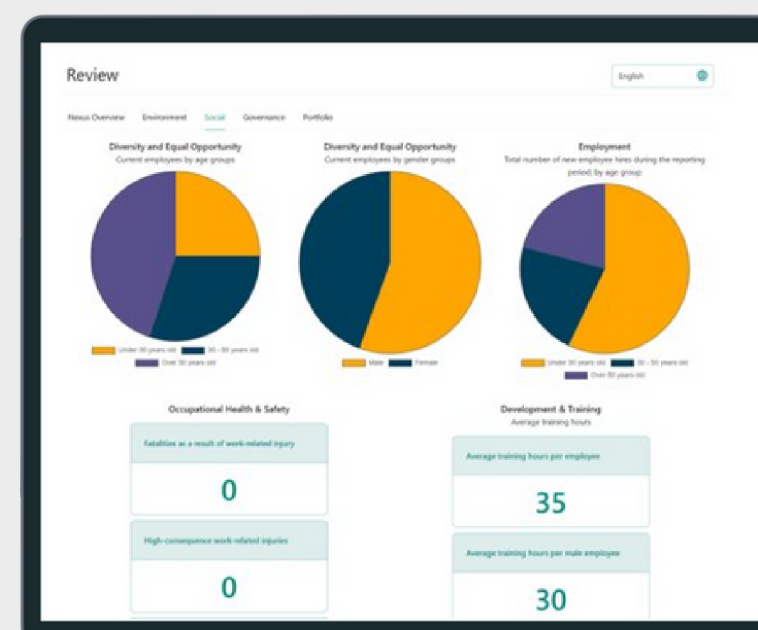 Review
English
Nexus Overview Environment Social Governance Portfolio
Diversity and Equal Opportunity
Current employees by age groups
Under 30 years old 30 - 50 years old
Over 50 years old
Diversity and Equal Opportunity
Current employees by gender groups
Male Female
Employment
Total number of new employee hires during the reporting
period, by age group
Under 30 years old 30 - 50 years old
Over 50 years old
Occupational Health & Safety
Fatalities as a result of work-related injury
0
High-consequence work-related injuries
0
Development & Training
Average training hours
Average training hours per employee
35
Average training hours per male employee
30